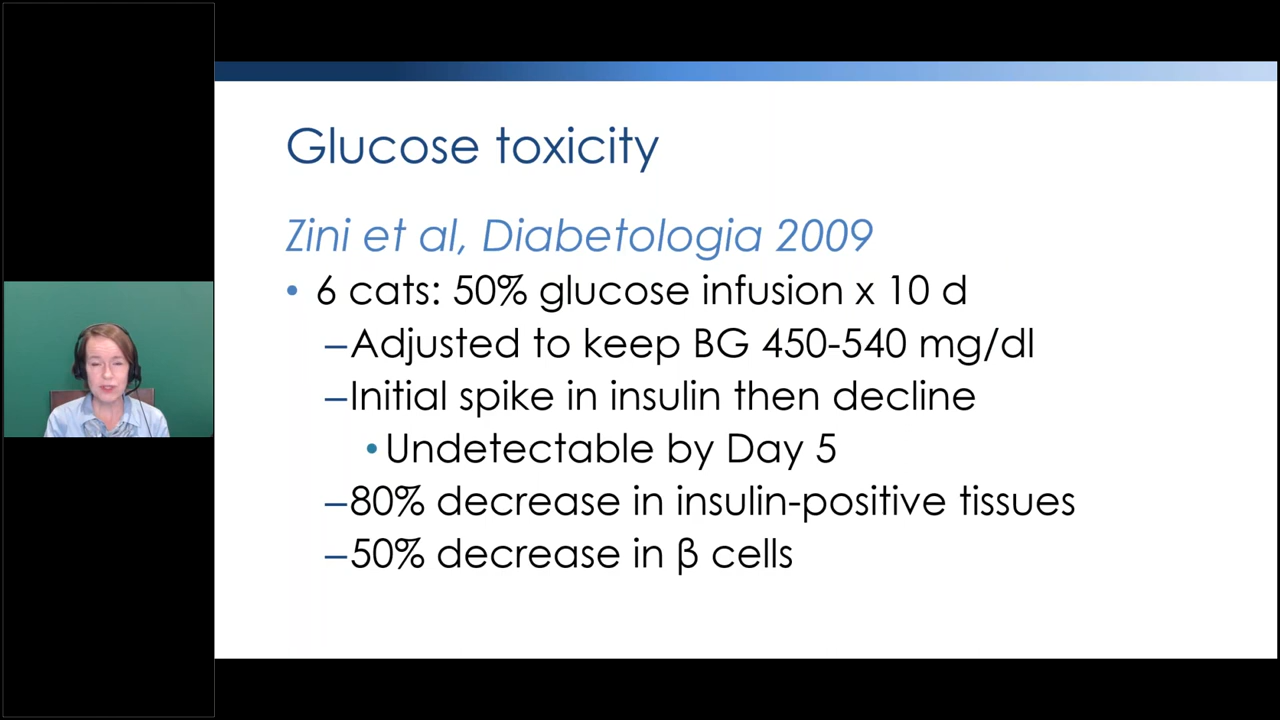 Glucose toxicity
Zini et al, Diabetologia 2009
• 6 cats: 50% glucose infusion x 10 d
–Adjusted to keep BG 450-540 mg/dl
–Initial spike in insulin then decline
•Undetectable by Day 5
–80% decrease in insulin-positive tissues
–50% decrease in β cells